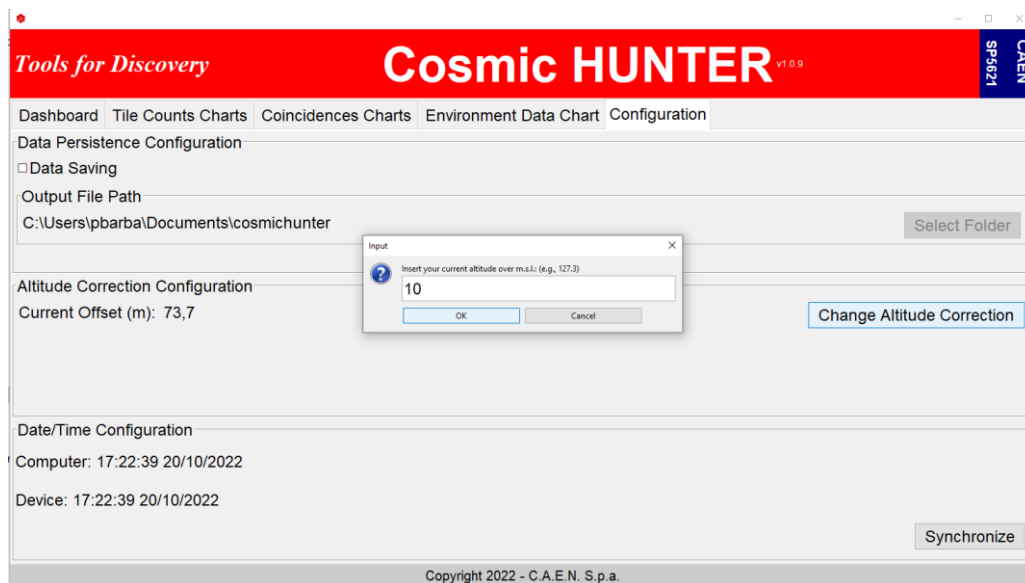 Tools for Discovery
Cosmic HUNTER v1.0.9
CAEN
SP5621
Dashboard Tile Counts Charts Coincidences Charts Environment Data Chart Configuration
Data Persistence Configuration
Data Saving
Output File Path
C:\Users\pbarba\Documents\cosmichunter
Select Folder
Input
Insert your current altitude over m.s.l.: (e.g., 127.3)
10
OK Cancel
Altitude Correction Configuration
Current Offset (m): 73,7
Change Altitude Correction
Date/Time Configuration
Computer: 17:22:39 20/10/2022
Device: 17:22:39 20/10/2022
Synchronize
Copyright 2022 - C.A.E.N. S.p.a.